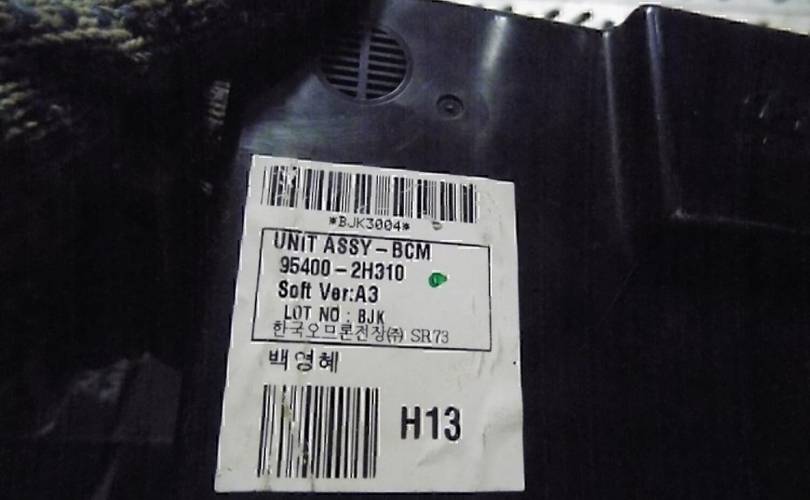 *BJK3004*
UNIT ASSY-BCM
95400-2H310
Soft Ver:A3
LOT NO : BJK
한국오므론전장(주) SR73
백영혜
H13